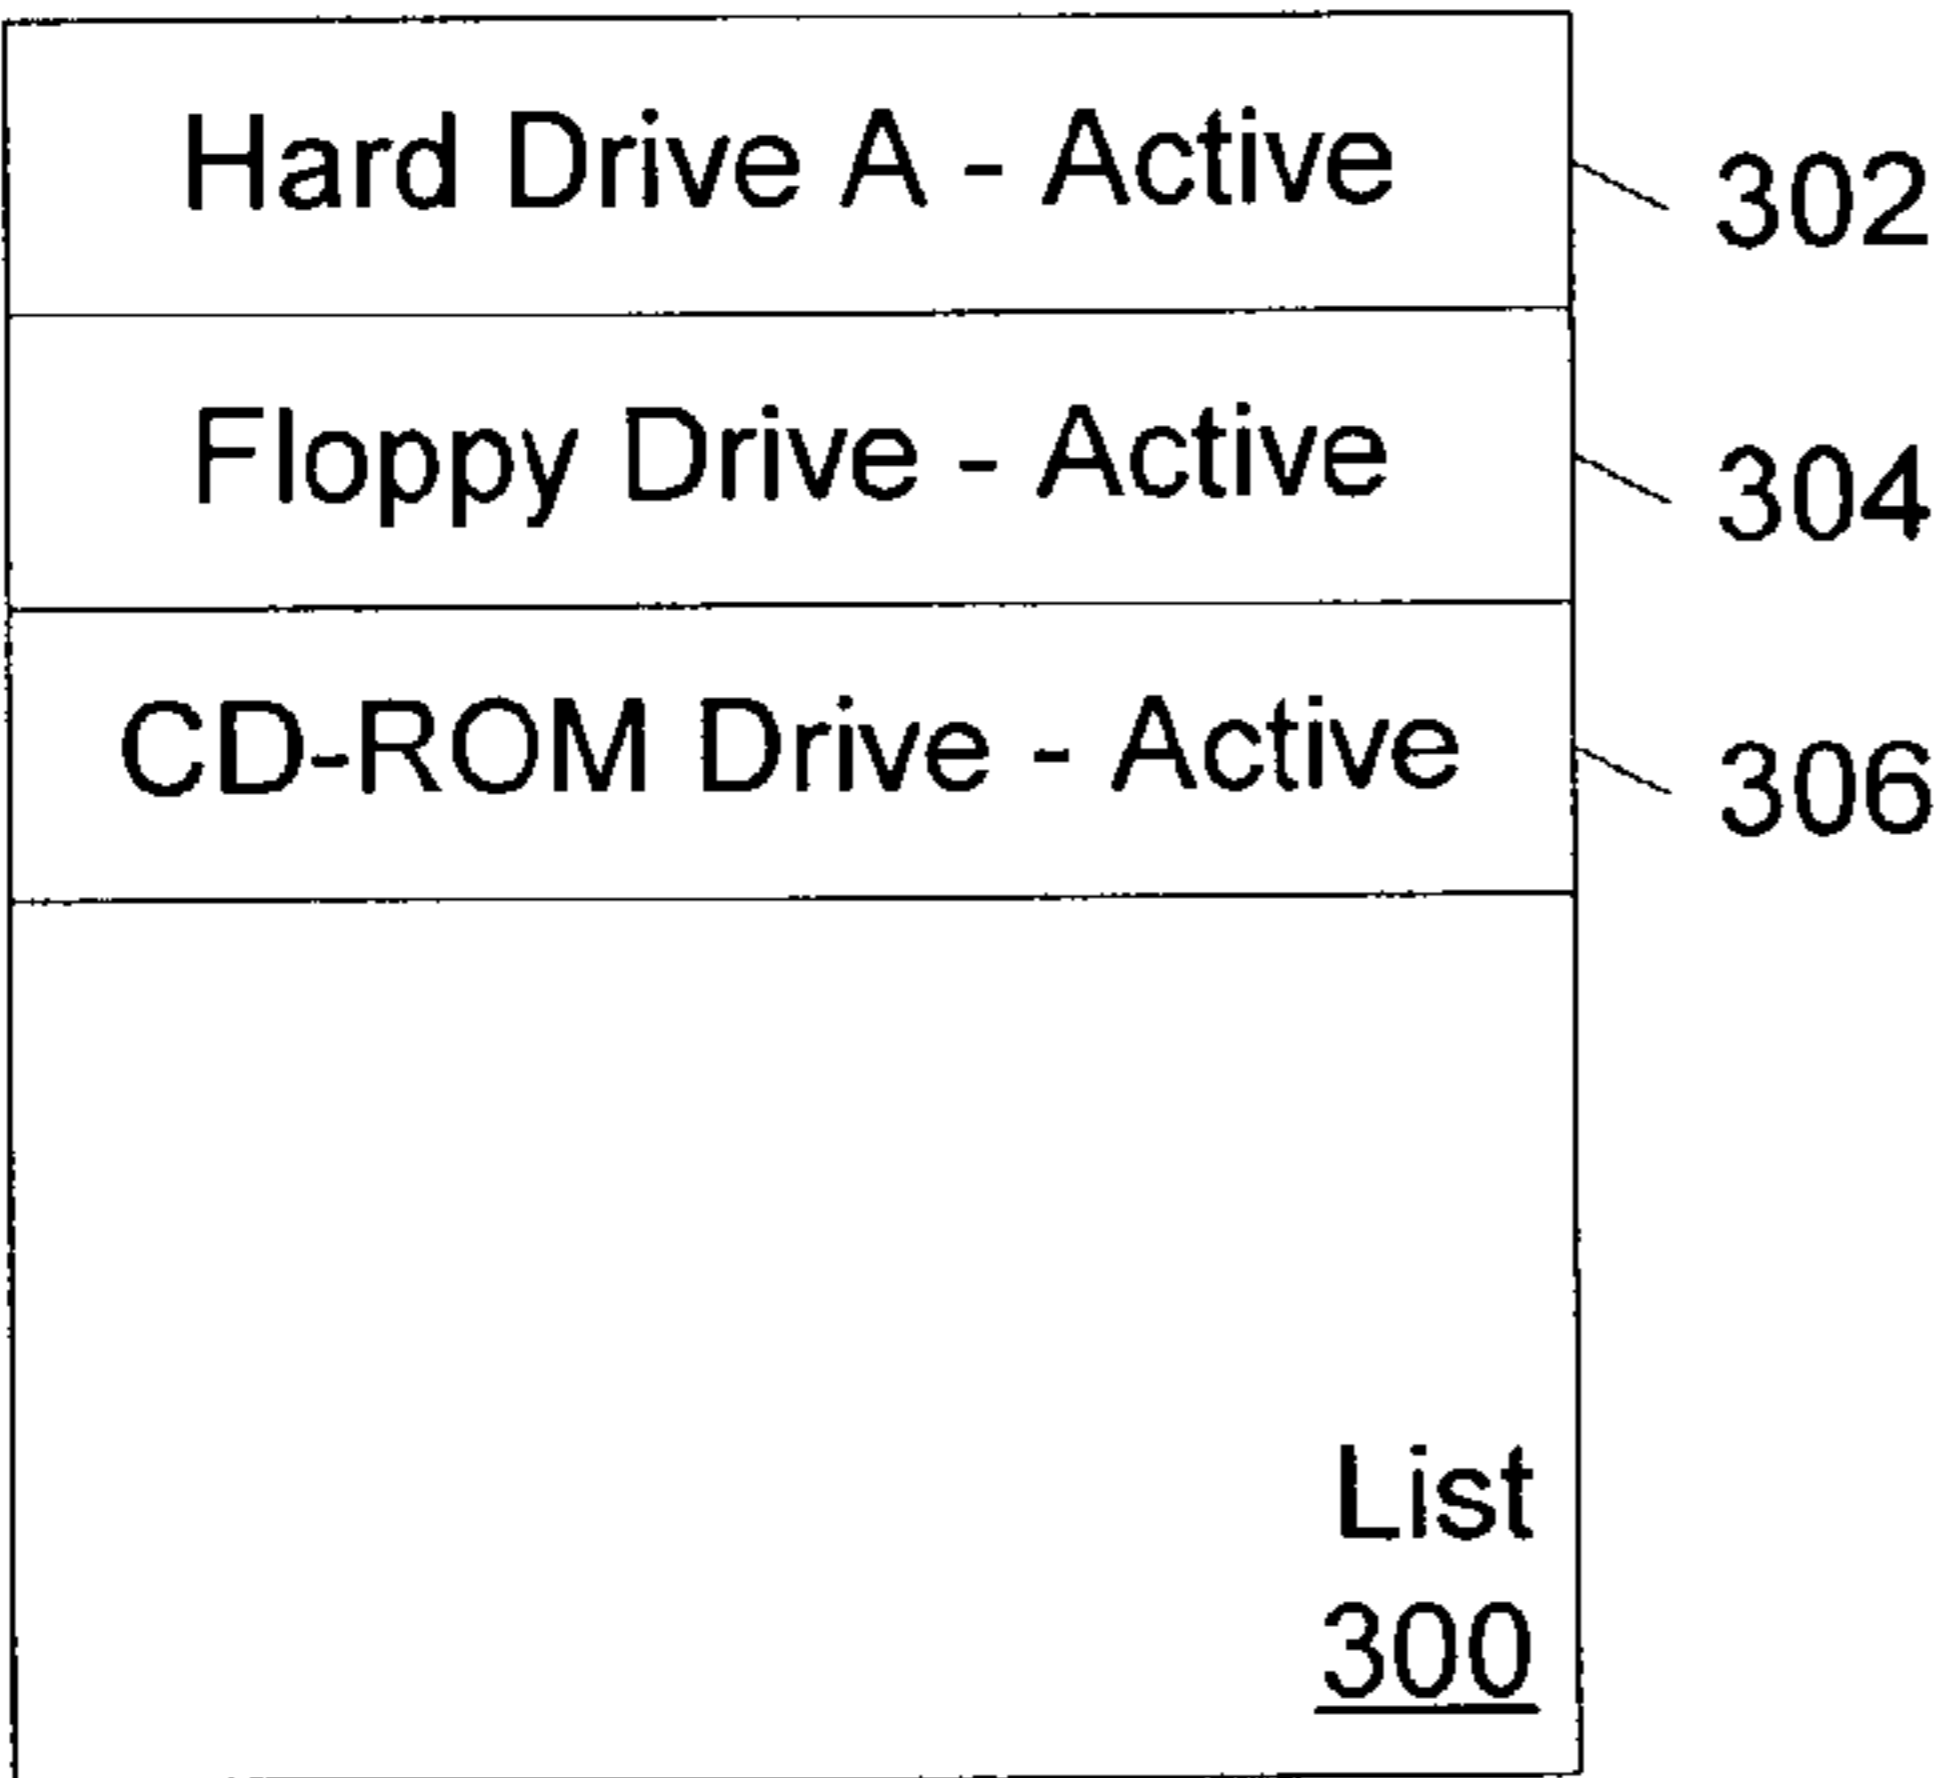 Hard Drive A - Active
302
Floppy Drive - Active
304
CD-ROM Drive - Active
306
List
300